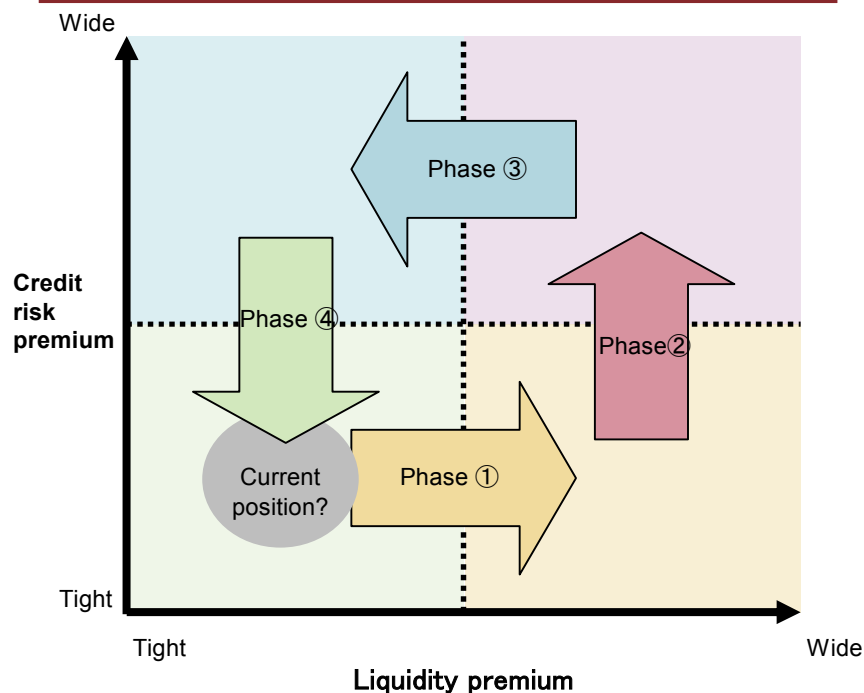 Wide
Phase ③
Credit
risk
premium
Phase ④
Phase②
Current
position?
Phase ①
Tight
Tight
Wide
Liquidity premium